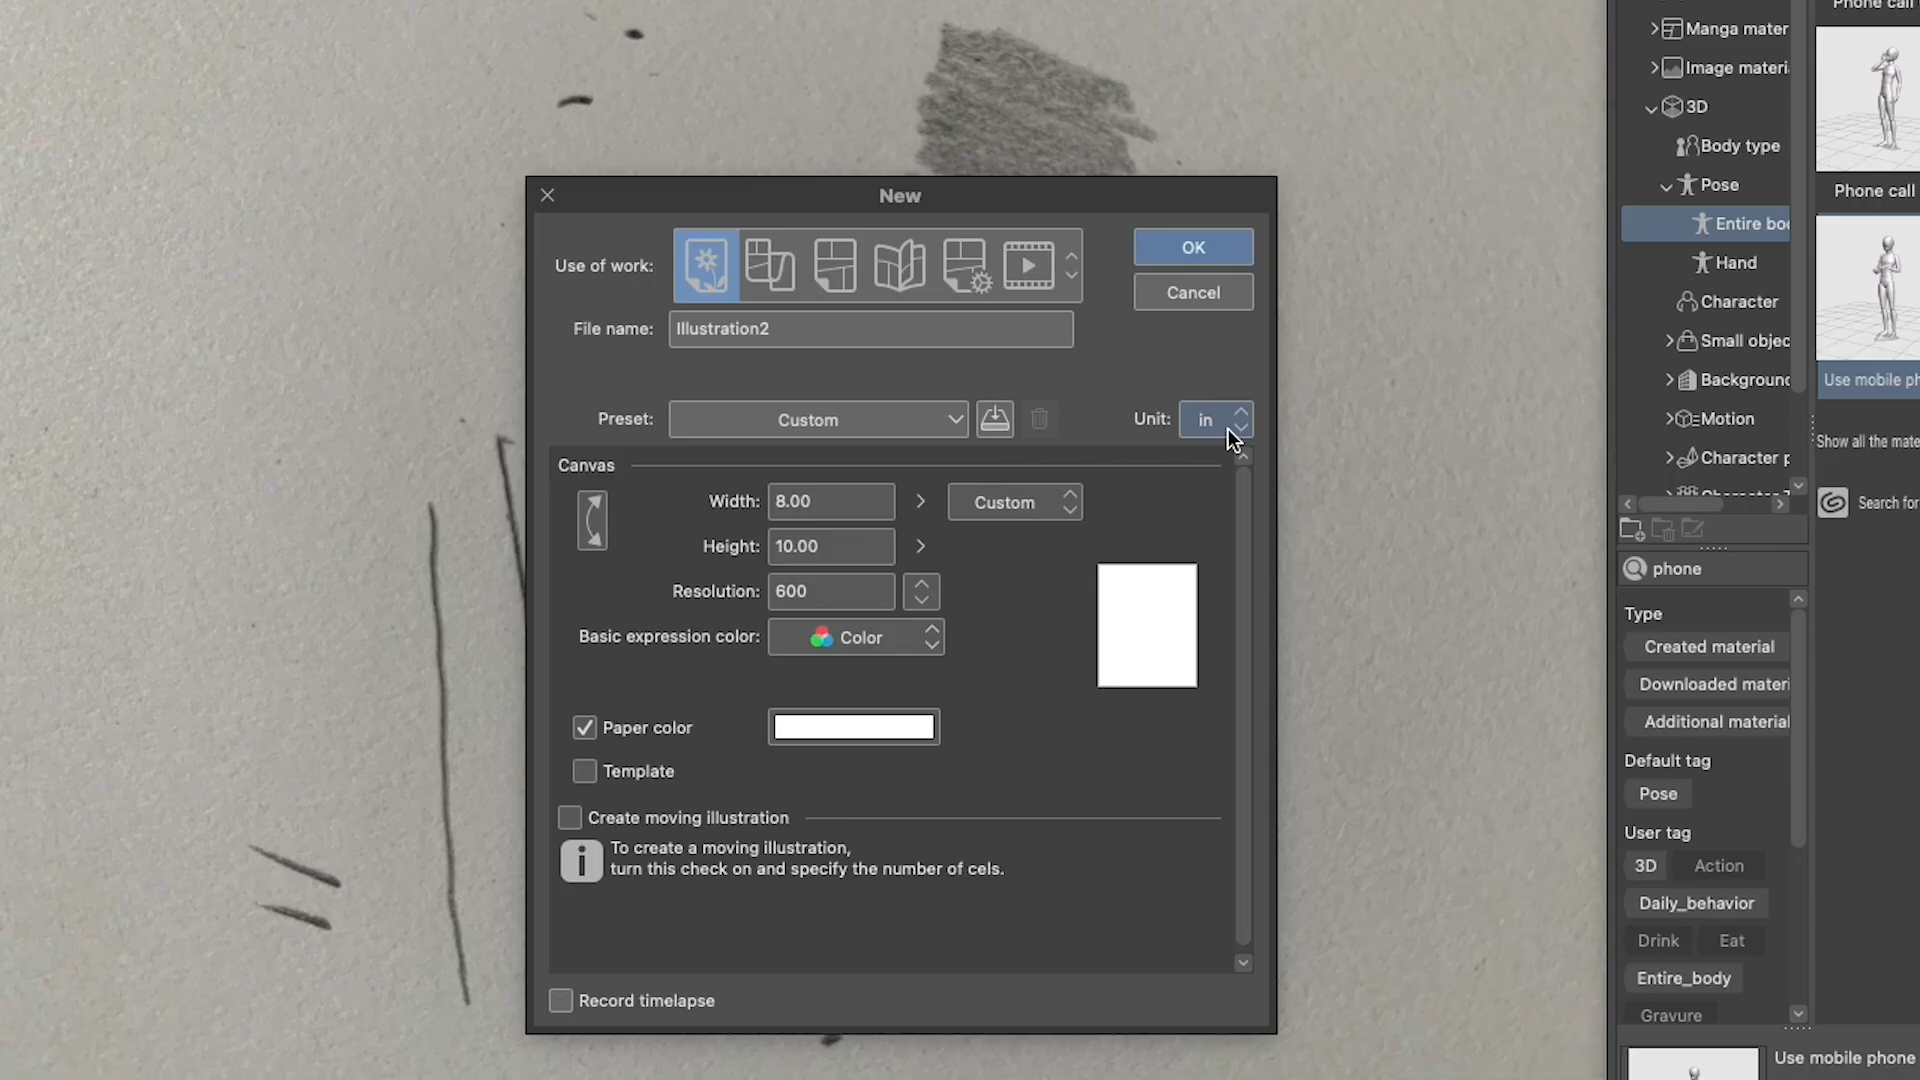 New
Use of work:
OK
Cancel
File name: Illustration2
Preset: Custom
Unit: in
Canvas
Width: 8.00 > Custom
Height: 10.00 >
Resolution: 600
Basic expression color: Color
Paper color
Template
Create moving illustration
To create a moving illustration,
turn this check on and specify the number of cels.
Record timelapse
Manga mater
Image materi
3D
Body type
Pose
Entire bo
Hand
Character
Small objec
Background
Motion
Character p
phone
Type
Created material
Downloaded materi
Additional material
Default tag
Pose
User tag
3D Action
Daily_behavior
Drink Eat
Entire_body
Gravure
Phone call
Phone call
Use mobile ph
Show all the mate
Search for
Use mobile phone